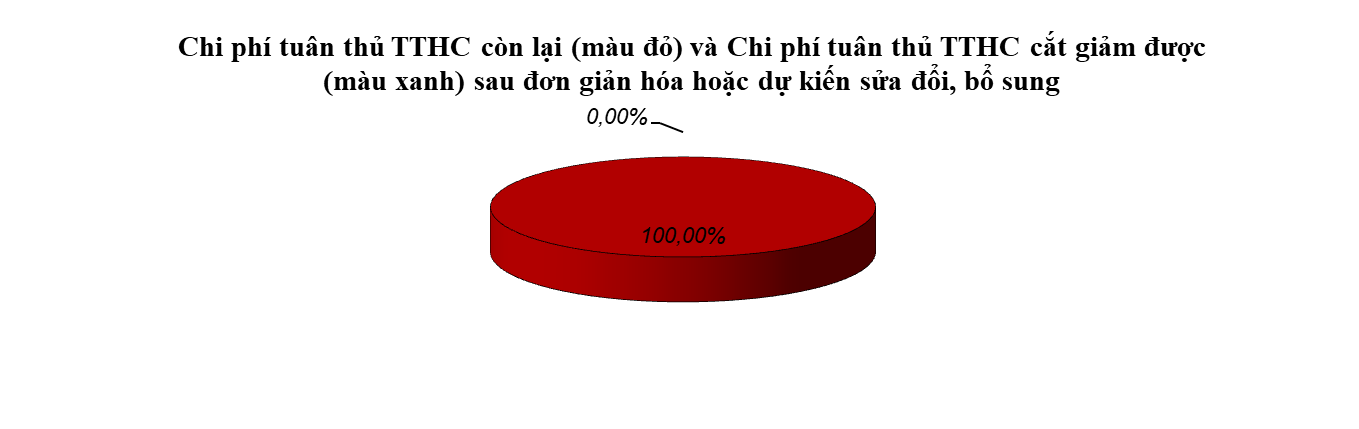 Chi phí tuân thủ TTHC còn lại (màu đỏ) và Chi phí tuân thủ TTHC cắt giảm được
(màu xanh) sau đơn giản hóa hoặc dự kiến sửa đổi, bổ sung
0,00%
100,00%